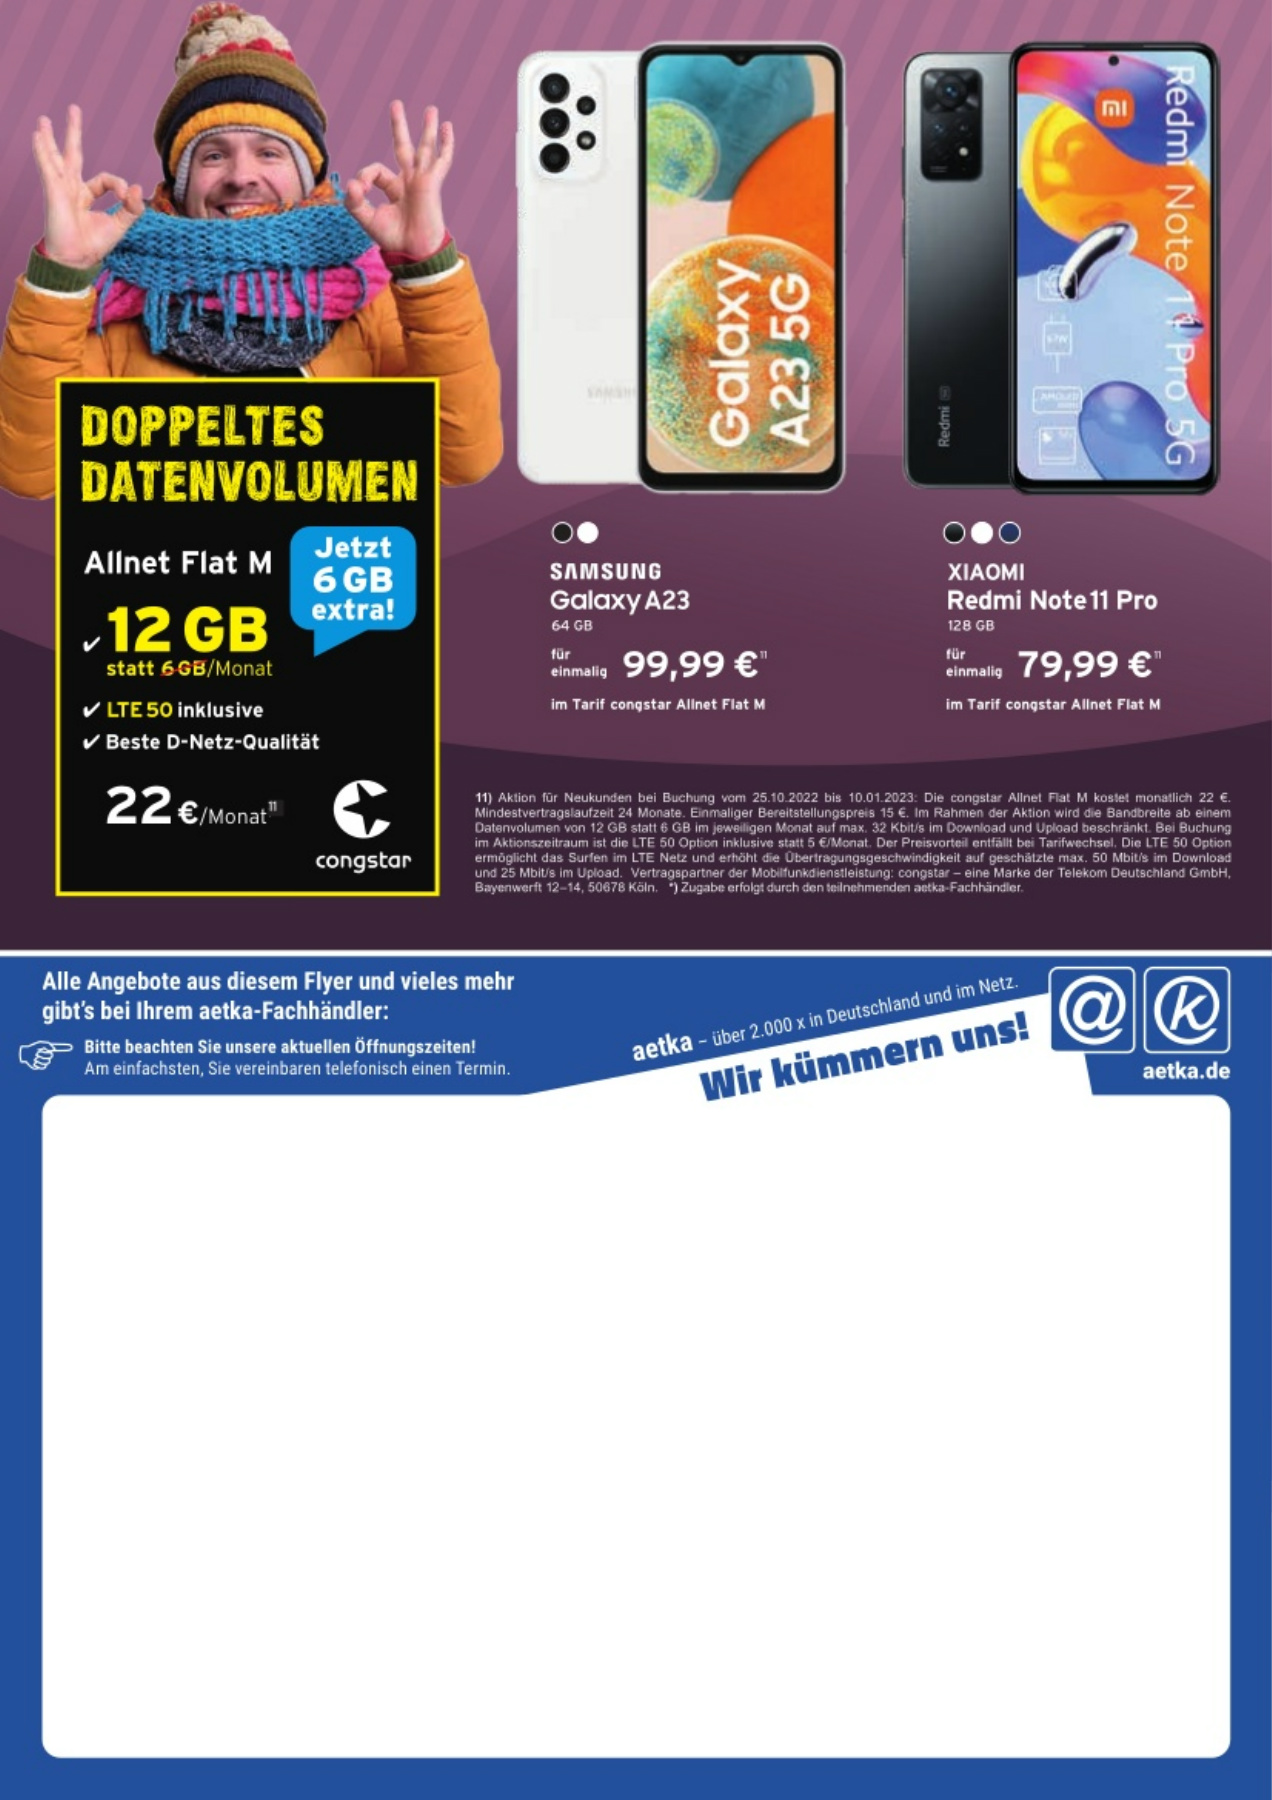 DOPPELTES
DATENVOLUMEN
Allnet Flat M
Jetzt
6 GB
extra!
✔ 12 GB
statt 6 GB/Monat
✔ LTE 50 inklusive
✔ Beste D-Netz-Qualität
22 €/Monat¹¹
congstar
SAMSUNG
Galaxy
A23 5G
SAMSUNG
Galaxy A23
64 GB
für
einmalig 99,99 €¹¹
im Tarif congstar Allnet Flat M
Redmi
Redmi Note 11 Pro 5G
XIAOMI
Redmi Note 11 Pro
128 GB
für
einmalig 79,99 €¹¹
im Tarif congstar Allnet Flat M
11) Aktion für Neukunden bei Buchung vom 25.10.2022 bis 10.01.2023: Die congstar Allnet Flat M kostet monatlich 22 €.
Mindestvertragslaufzeit 24 Monate. Einmaliger Bereitstellungspreis 15 €. Im Rahmen der Aktion wird die Bandbreite ab einem
Datenvolumen von 12 GB statt 6 GB im jeweiligen Monat auf max. 32 Kbit/s im Download und Upload beschränkt. Bei Buchung
im Aktionszeitraum ist die LTE 50 Option inklusive statt 5 €/Monat. Der Preisvorteil entfällt bei Tarifwechsel. Die LTE 50 Option
ermöglicht das Surfen im LTE Netz und erhöht die Übertragungsgeschwindigkeit auf geschätzte max. 50 Mbit/s im Download
und 25 Mbit/s im Upload. Vertragspartner der Mobilfunkdienstleistung: congstar – eine Marke der Telekom Deutschland GmbH,
Bayenwerft 12–14, 50678 Köln. *) Zugabe erfolgt durch den teilnehmenden aetka-Fachhändler.
Alle Angebote aus diesem Flyer und vieles mehr
gibt's bei Ihrem aetka-Fachhändler:
Bitte beachten Sie unsere aktuellen Öffnungszeiten!
Am einfachsten, Sie vereinbaren telefonisch einen Termin.
aetka – über 2.000 x in Deutschland und im Netz.
Wir kümmern uns!
@ k
aetka.de